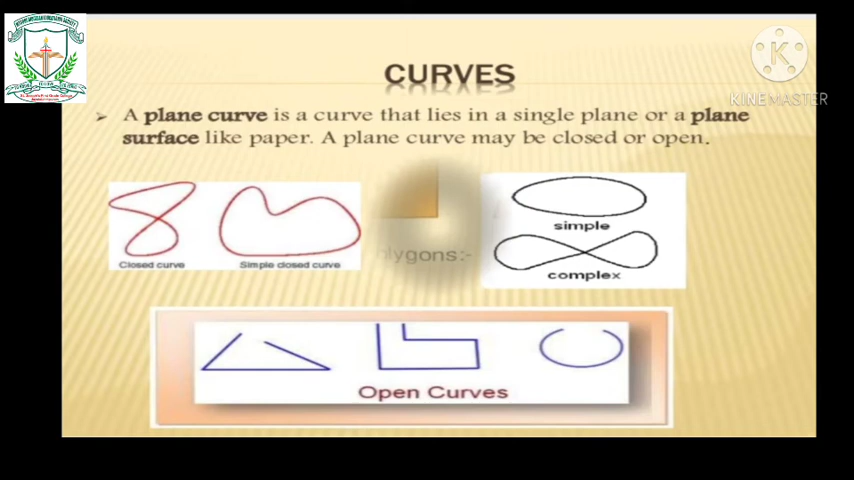 CURVES
KINEMASTER
➢ A plane curve is a curve that lies in a single plane or a plane
surface like paper. A plane curve may be closed or open.
lygons:-
Closed curve
Simple closed curve
simple
complex
Open Curves